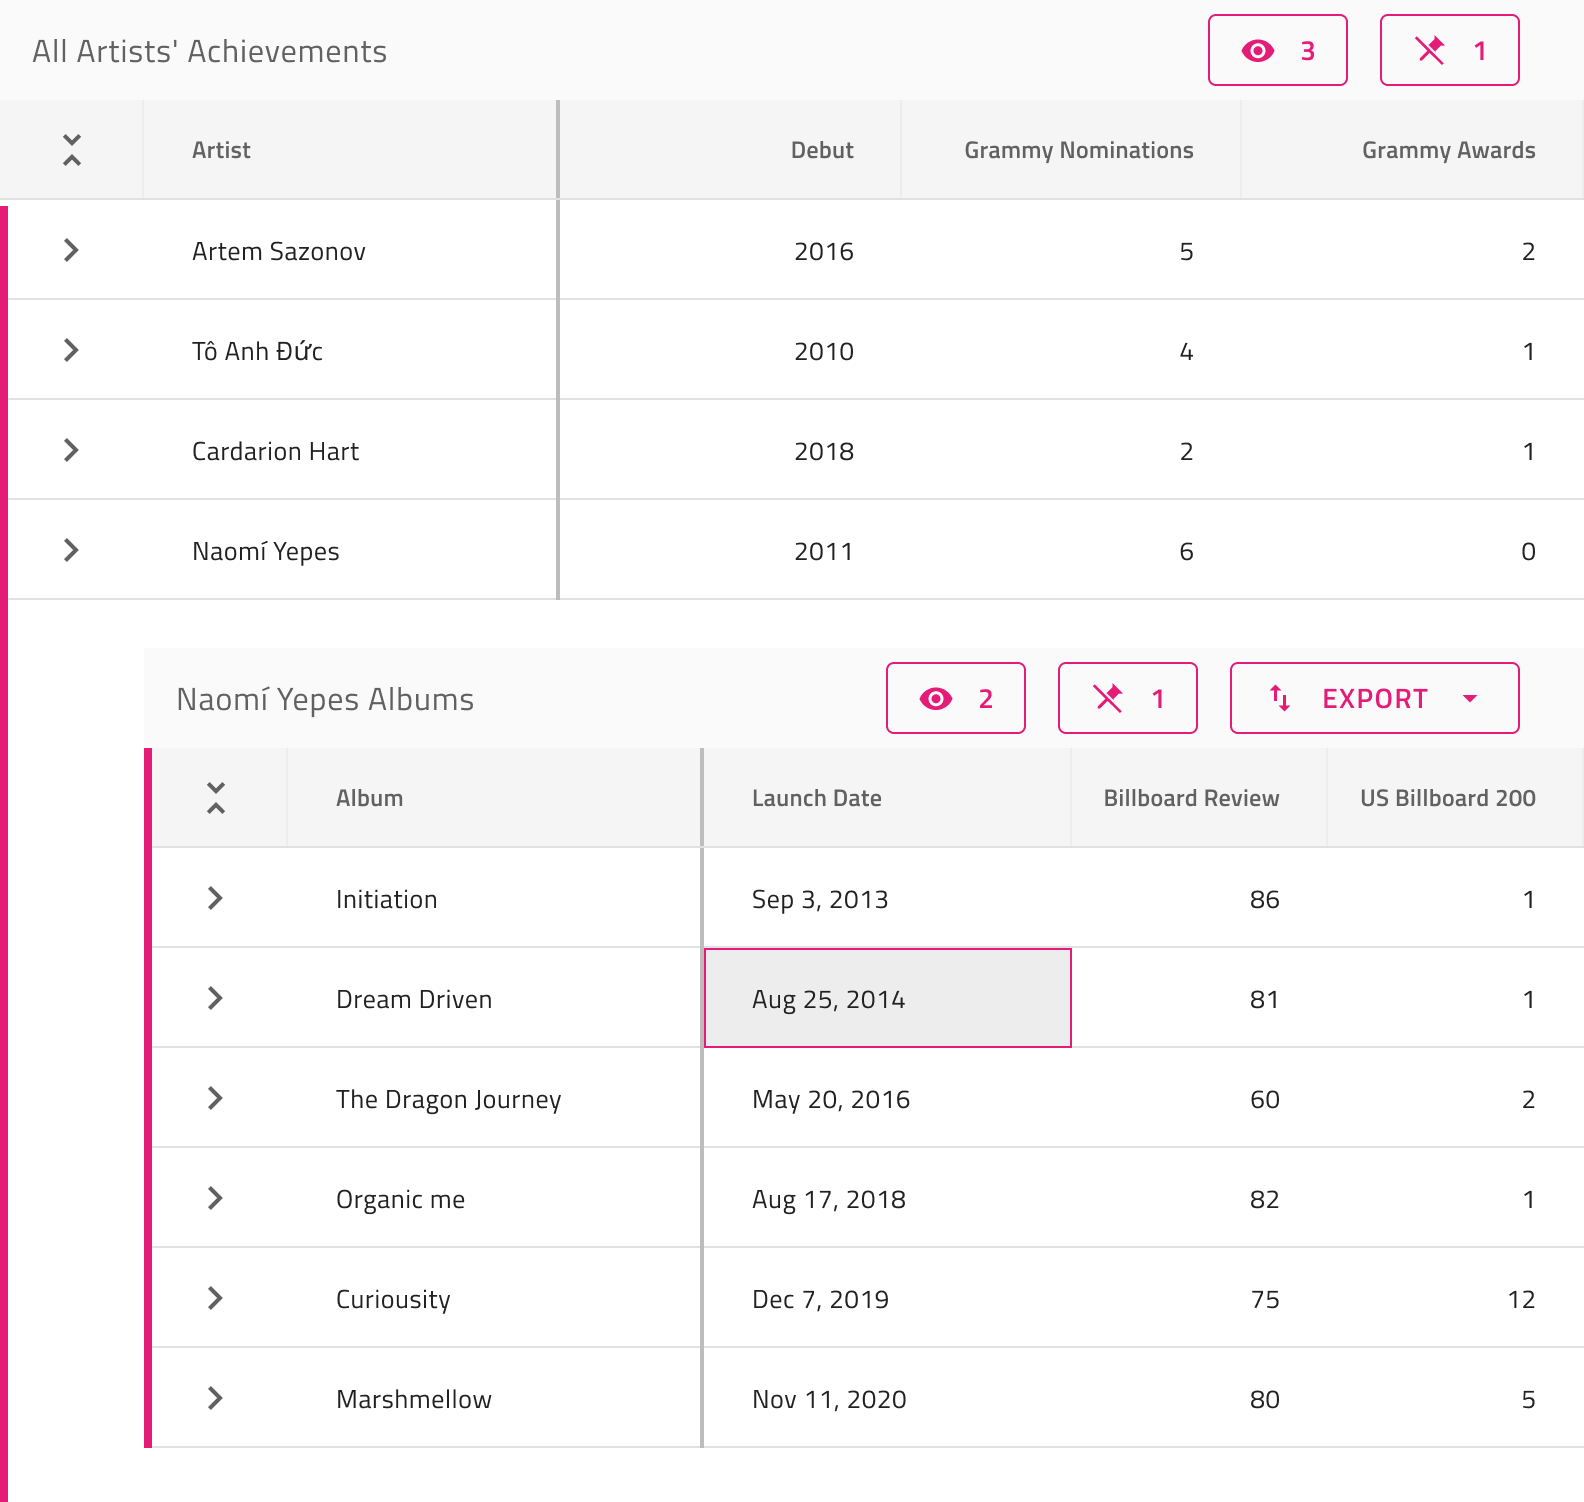 All Artists' Achievements 3 1
Artist Debut Grammy Nominations Grammy Awards
Artem Sazonov 2016 5 2
Tô Anh Đức 2010 4 1
Cardarion Hart 2018 2 1
Naomí Yepes 2011 6 0
Naomí Yepes Albums 2 1 EXPORT
Album Launch Date Billboard Review US Billboard 200
Initiation Sep 3, 2013 86 1
Dream Driven Aug 25, 2014 81 1
The Dragon Journey May 20, 2016 60 2
Organic me Aug 17, 2018 82 1
Curiousity Dec 7, 2019 75 12
Marshmellow Nov 11, 2020 80 5